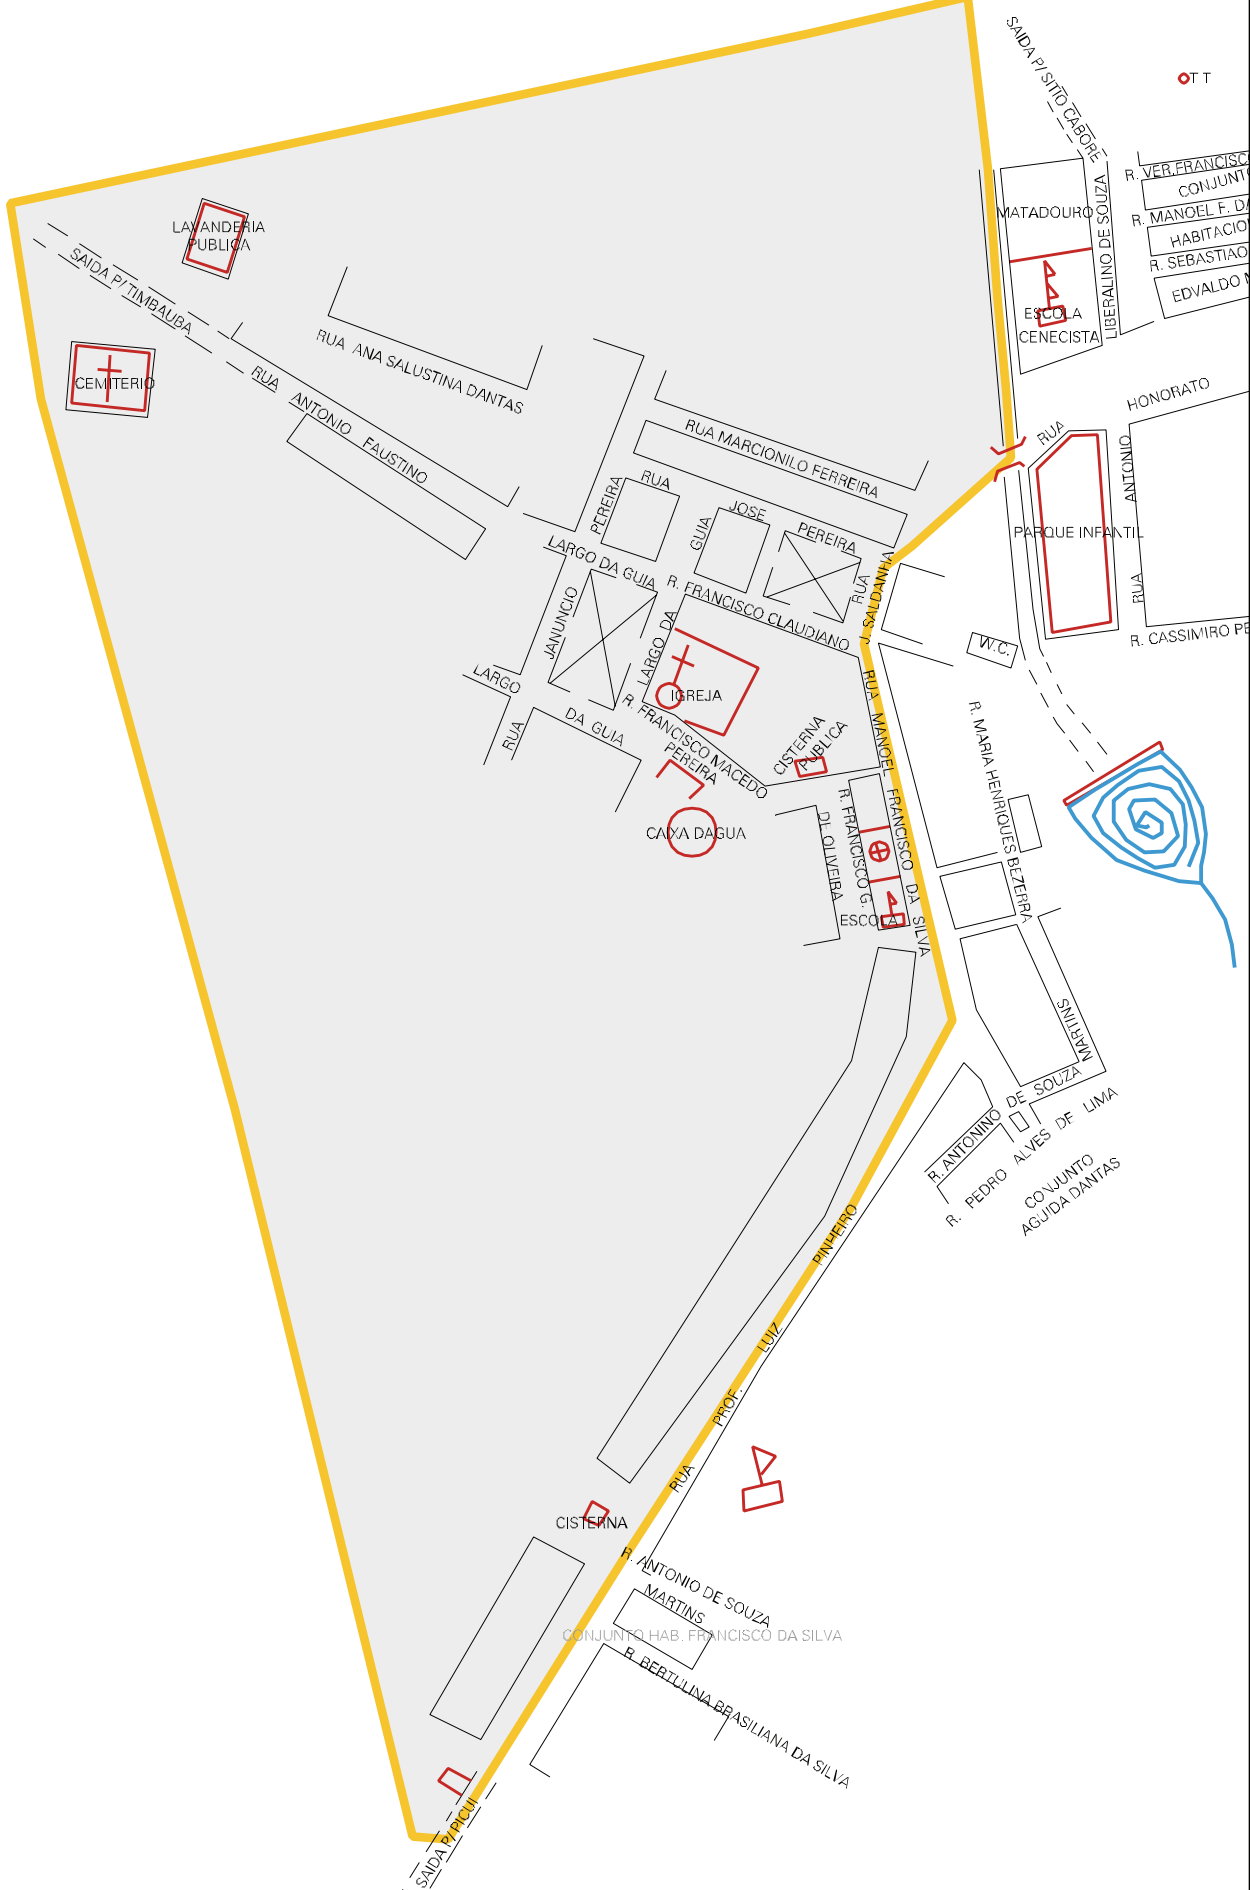 SAIDA P/ SITIO CABORE
T T
R. VER.FRANCISCO
CONJUNTO
R. MANOEL F. DA
HABITACIO
R. SEBASTIAO
EDVALDO
LIBERALINO DE SOUZA
MATADOURO
ESCOLA
CENECISTA
LAVANDERIA
PUBLICA
SAIDA P/ TIMBAUBA
CEMITERIO
RUA ANA SALUSTINA DANTAS
RUA ANTONIO FAUSTINO
RUA MARCIONILO FERREIRA
RUA HONORATO
RUA ANTONIO
PARQUE INFANTIL
R. CASSIMIRO PE
RUA JOSE PEREIRA
PEREIRA
GUIA
LARGO DA GUIA
R. FRANCISCO CLAUDIANO
RUA J. SALDANHA
JANUNCIO
LARGO DA
IGREJA
W.C.
LARGO
DA GUIA
RUA
R. FRANCISCO MACEDO
PEREIRA
CISTERNA
PUBLICA
CAIXA DAGUA
RUA MANOEL FRANCISCO DA SILVA
R. FRANCISCO G.
DE OLIVEIRA
ESCOLA
R. MARIA HENRIQUES BEZERRA
MARTINS
R. ANTONINO DE SOUZA
R. PEDRO ALVES DE LIMA
CONJUNTO
AGUIDA DANTAS
RUA PROF. LUIZ PINHEIRO
CISTERNA
R. ANTONIO DE SOUZA
MARTINS
CONJUNTO HAB. FRANCISCO DA SILVA
R. BERTULINA BRASILIANA DA SILVA
SAIDA P/ PICUI